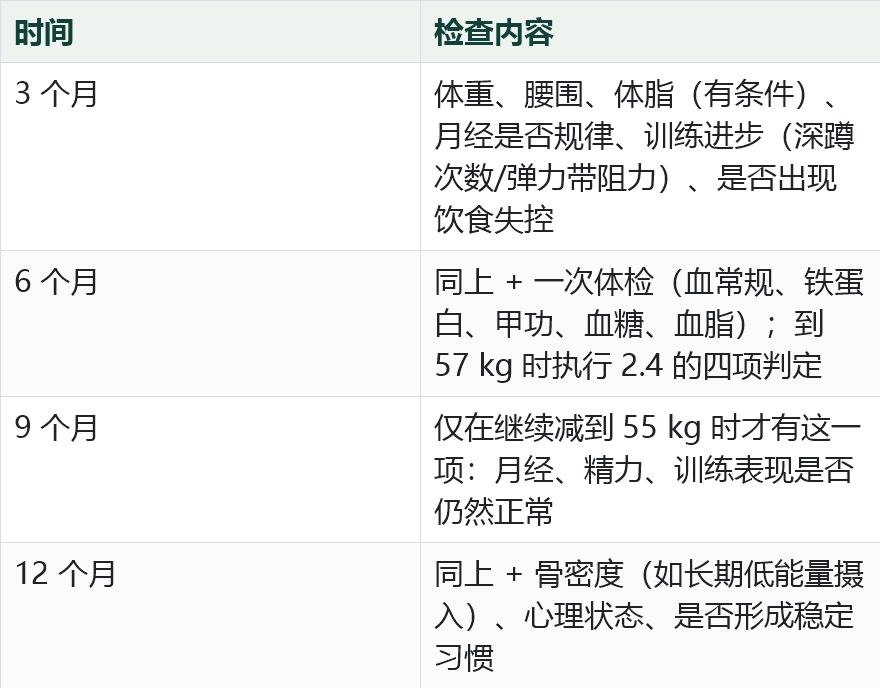 时间
检查内容
3 个月
体重、腰围、体脂（有条件）、
月经是否规律、训练进步（深蹲
次数/弹力带阻力）、是否出现
饮食失控
6 个月
同上 + 一次体检（血常规、铁蛋
白、甲功、血糖、血脂）；到
57 kg 时执行 2.4 的四项判定
9 个月
仅在继续减到 55 kg 时才有这一
项：月经、精力、训练表现是否
仍然正常
12 个月
同上 + 骨密度（如长期低能量摄
入）、心理状态、是否形成稳定
习惯